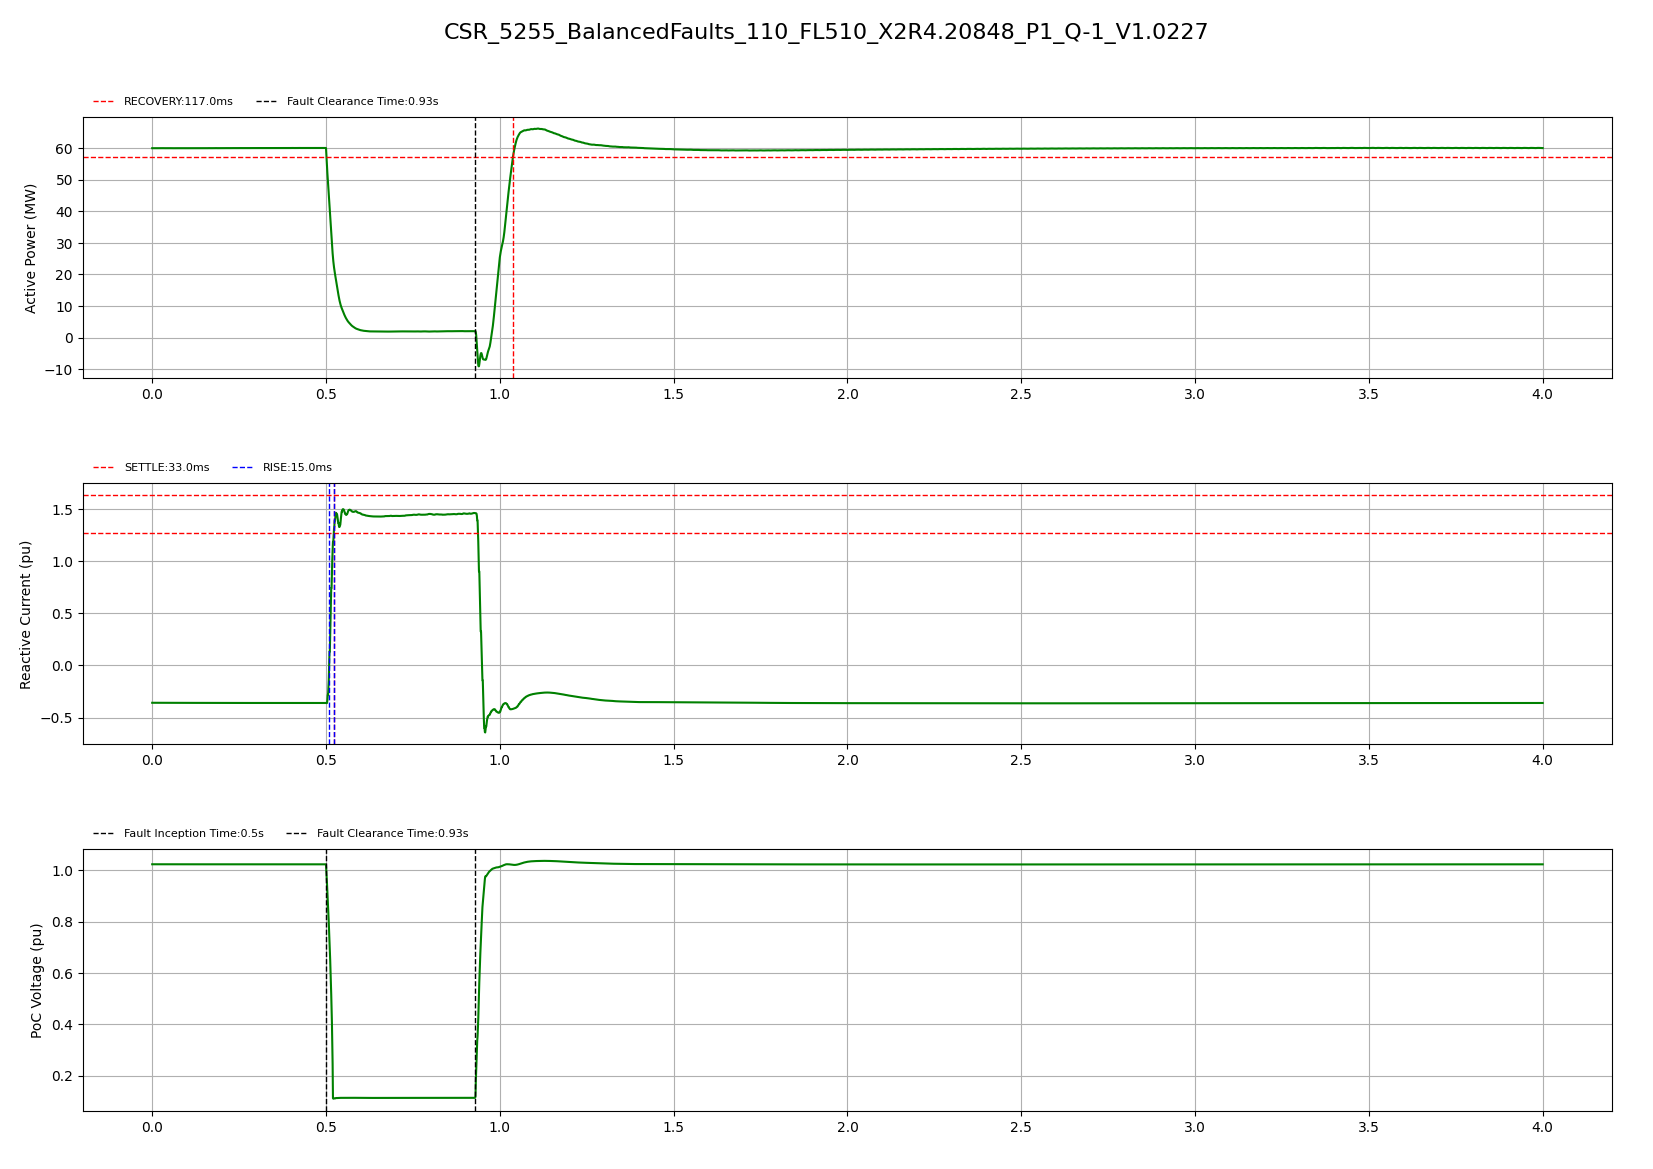 CSR_5255_BalancedFaults_110_FL510_X2R4.20848_P1_Q-1_V1.0227
RECOVERY:117.0ms Fault Clearance Time:0.93s
Active Power (MW)
60
50
40
30
20
10
0
−10
0.0 0.5 1.0 1.5 2.0 2.5 3.0 3.5 4.0
SETTLE:33.0ms RISE:15.0ms
Reactive Current (pu)
1.5
1.0
0.5
0.0
−0.5
0.0 0.5 1.0 1.5 2.0 2.5 3.0 3.5 4.0
Fault Inception Time:0.5s Fault Clearance Time:0.93s
PoC Voltage (pu)
1.0
0.8
0.6
0.4
0.2
0.0 0.5 1.0 1.5 2.0 2.5 3.0 3.5 4.0